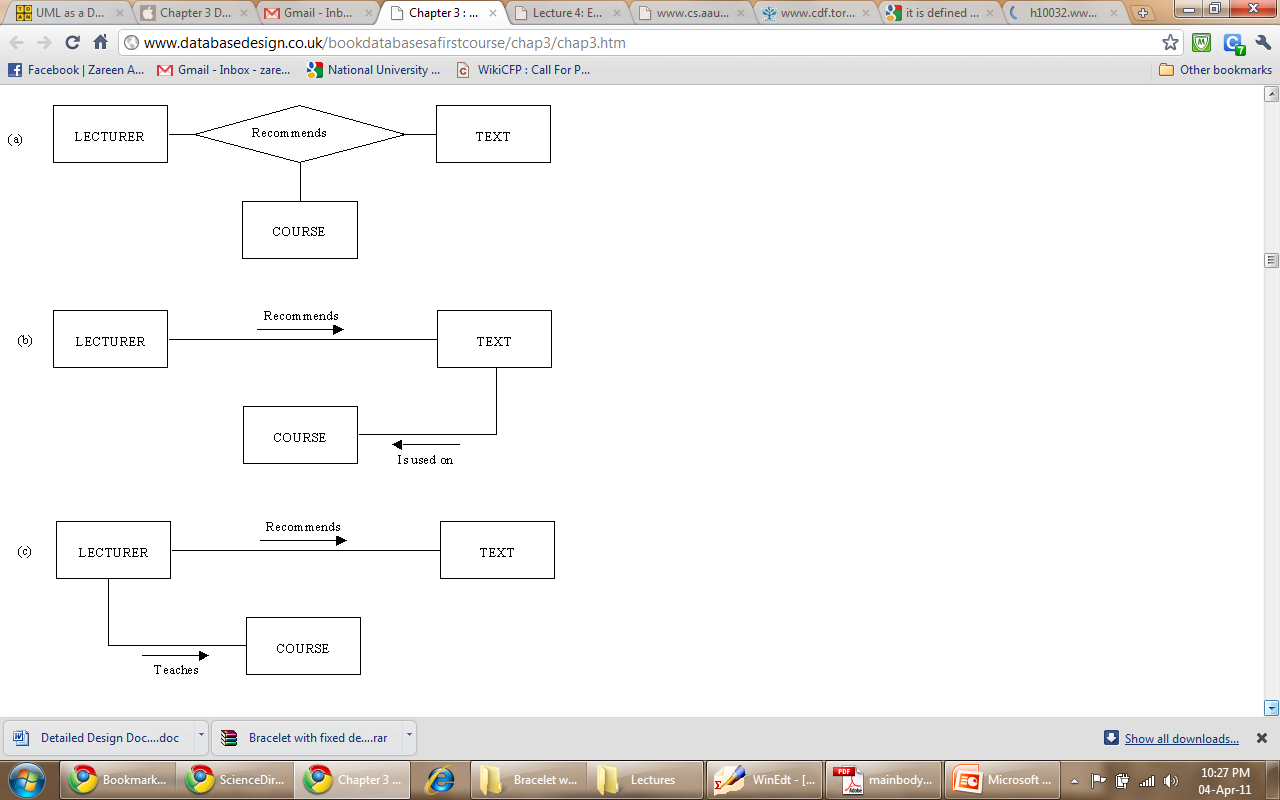 UML as a D...
Chapter 3 D...
Gmail - Inb...
Chapter 3 : ...
Lecture 4: E...
www.cs.aau...
www.cdf.tor...
it is defined ...
h10032.ww...
www.databasedesign.co.uk/bookdatabasesafirstcourse/chap3/chap3.htm
7
Facebook | Zareen A...
Gmail - Inbox - zare...
National University ...
WikiCFP : Call For P...
Other bookmarks
(a)
LECTURER
Recommends
TEXT
COURSE
Recommends
(b)
LECTURER
TEXT
COURSE
Is used on
Recommends
(c)
LECTURER
TEXT
COURSE
Teaches
Detailed Design Doc....doc
Bracelet with fixed de....rar
Show all downloads...
Bookmark...
ScienceDir...
Chapter 3 ...
Bracelet w...
Lectures
WinEdt - [...
PDF
mainbody...
Microsoft ...
10:27 PM
04-Apr-11